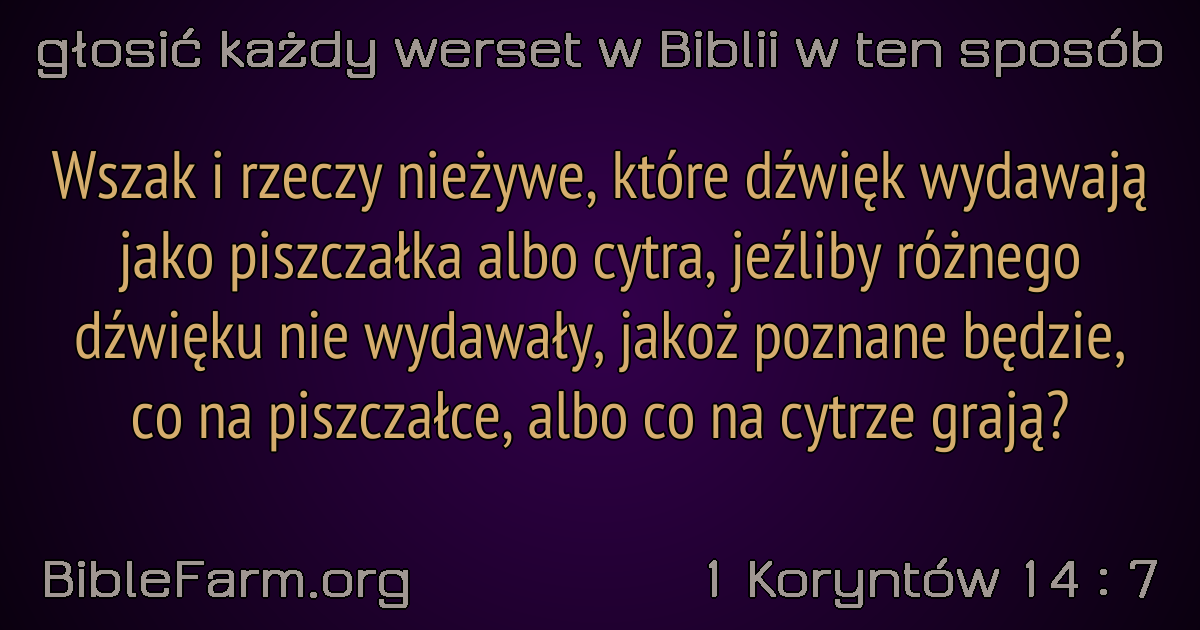 głosić każdy werset w Biblii w ten sposób
Wszak i rzeczy nieżywe, które dźwięk wydawają
jako piszczałka albo cytra, jeźliby różnego
dźwięku nie wydawały, jakoż poznane będzie,
co na piszczałce, albo co na cytrze grają?
BibleFarm.org
1 Koryntów 14 : 7